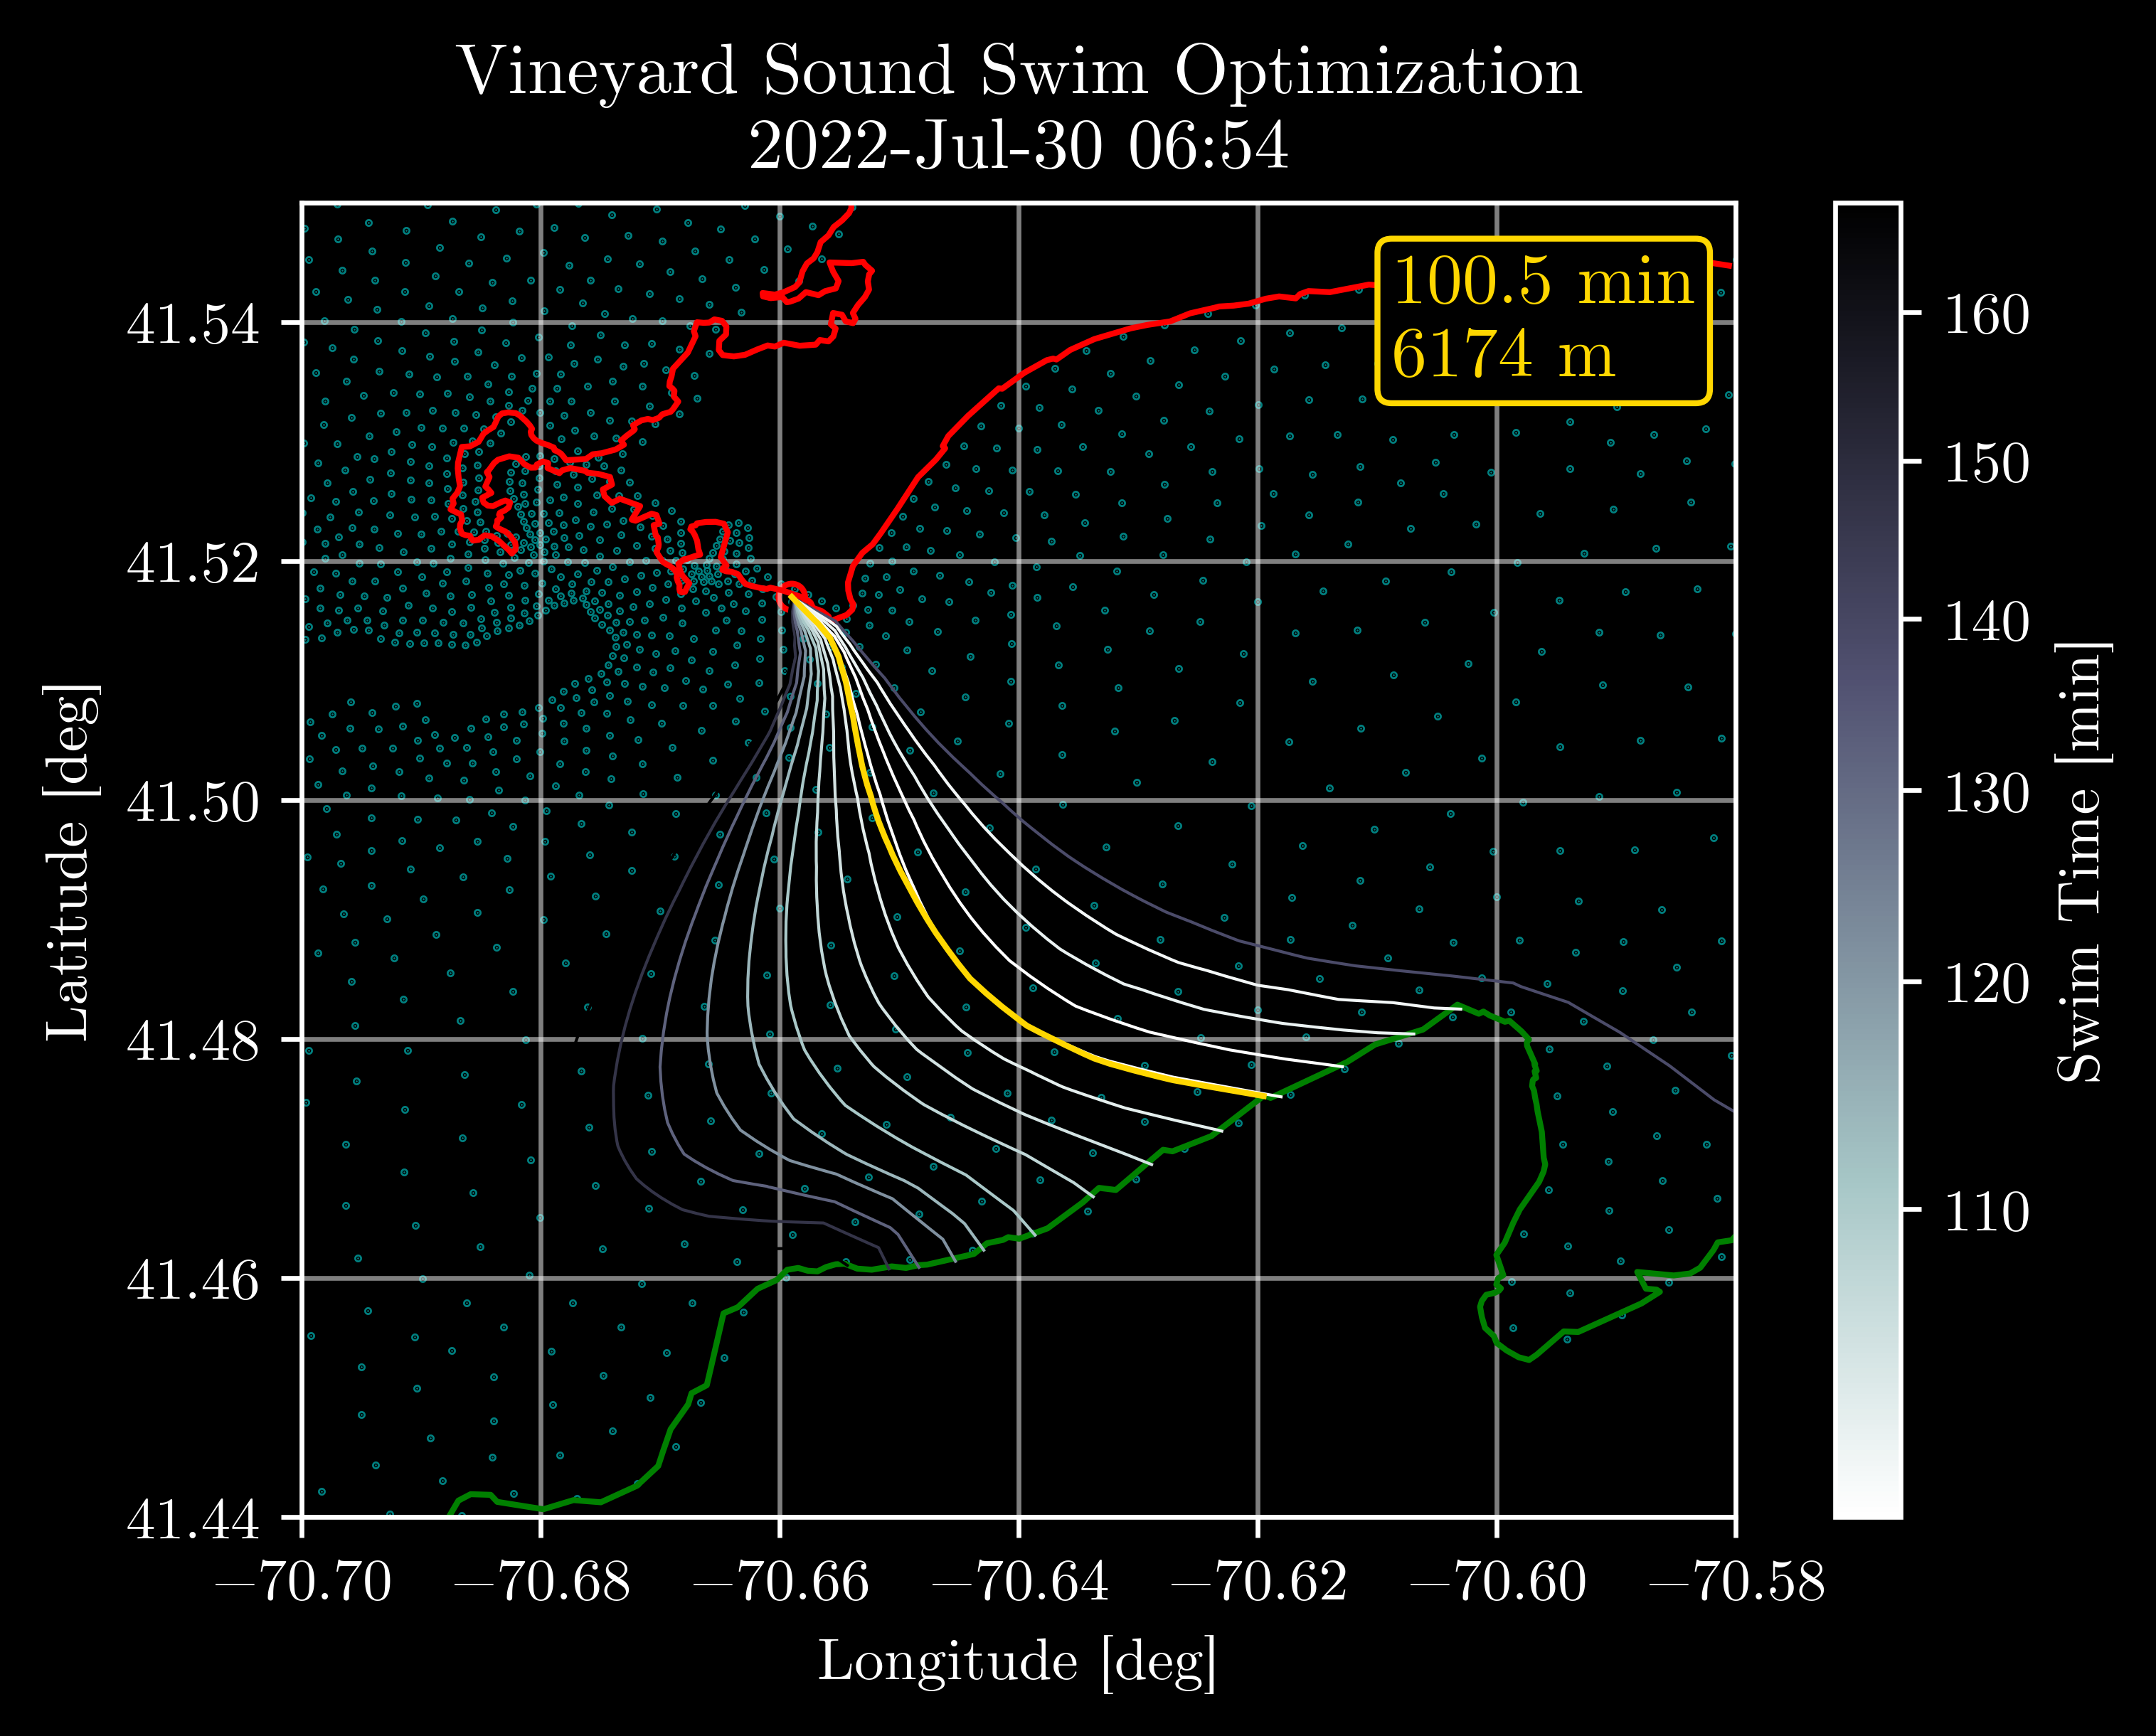 Vineyard Sound Swim Optimization
2022-Jul-30 06:54
100.5 min
6174 m
41.54
41.52
41.50
41.48
41.46
41.44
Latitude [deg]
−70.70 −70.68 −70.66 −70.64 −70.62 −70.60 −70.58
Longitude [deg]
160
150
140
130
120
110
Swim Time [min]